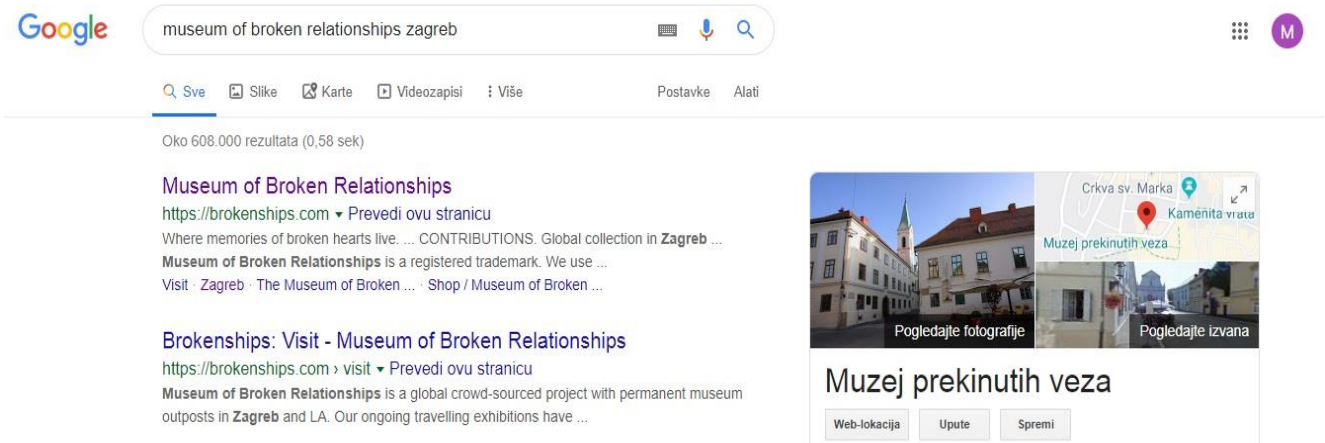 Google
museum of broken relationships zagreb
M
Sve Slike Karte Videozapisi Više Postavke Alati
Oko 608.000 rezultata (0,58 sek)
Museum of Broken Relationships
https://brokenships.com ▾ Prevedi ovu stranicu
Where memories of broken hearts live. ... CONTRIBUTIONS. Global collection in Zagreb ...
Museum of Broken Relationships is a registered trademark. We use ...
Visit · Zagreb · The Museum of Broken ... · Shop / Museum of Broken ...
Brokenships: Visit - Museum of Broken Relationships
https://brokenships.com › visit ▾ Prevedi ovu stranicu
Museum of Broken Relationships is a global crowd-sourced project with permanent museum
outposts in Zagreb and LA. Our ongoing travelling exhibitions have ...
Crkva sv. Marka
Kamenita vrata
Muzej prekinutih veza
Pogledajte fotografije
Pogledajte izvana
Muzej prekinutih veza
Web-lokacija Upute Spremi